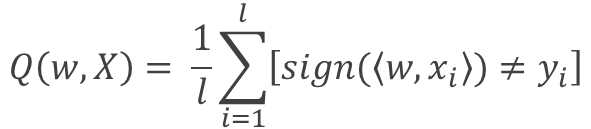 Q(w, X) = 1/l ∑_{i=1}^{l} [sign(⟨w, x_i⟩) ≠ y_i]